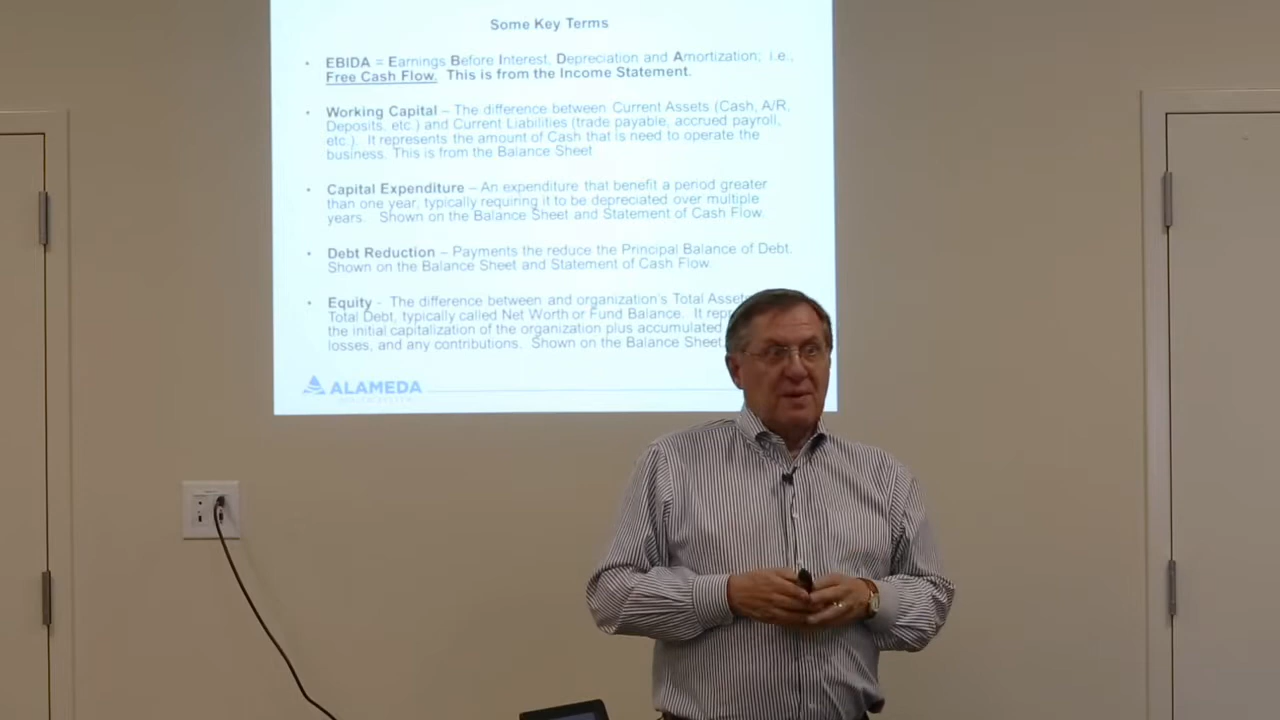 Some Key Terms
• EBIDA = Earnings Before Interest, Depreciation and Amortization; i.e.,
Free Cash Flow. This is from the Income Statement.
• Working Capital – The difference between Current Assets (Cash, A/R,
Deposits, etc.) and Current Liabilities (trade payable, accrued payroll,
etc.). It represents the amount of Cash that is need to operate the
business. This is from the Balance Sheet
• Capital Expenditure – An expenditure that benefit a period greater
than one year, typically requiring it to be depreciated over multiple
years. Shown on the Balance Sheet and Statement of Cash Flow.
• Debt Reduction – Payments the reduce the Principal Balance of Debt.
Shown on the Balance Sheet and Statement of Cash Flow.
• Equity - The difference between and organization's Total Assets
Total Debt, typically called Net Worth or Fund Balance. It
the initial capitalization of the organization plus accumulated
losses, and any contributions. Shown on the Balance Sheet.
ALAMEDA
HEALTH SYSTEM